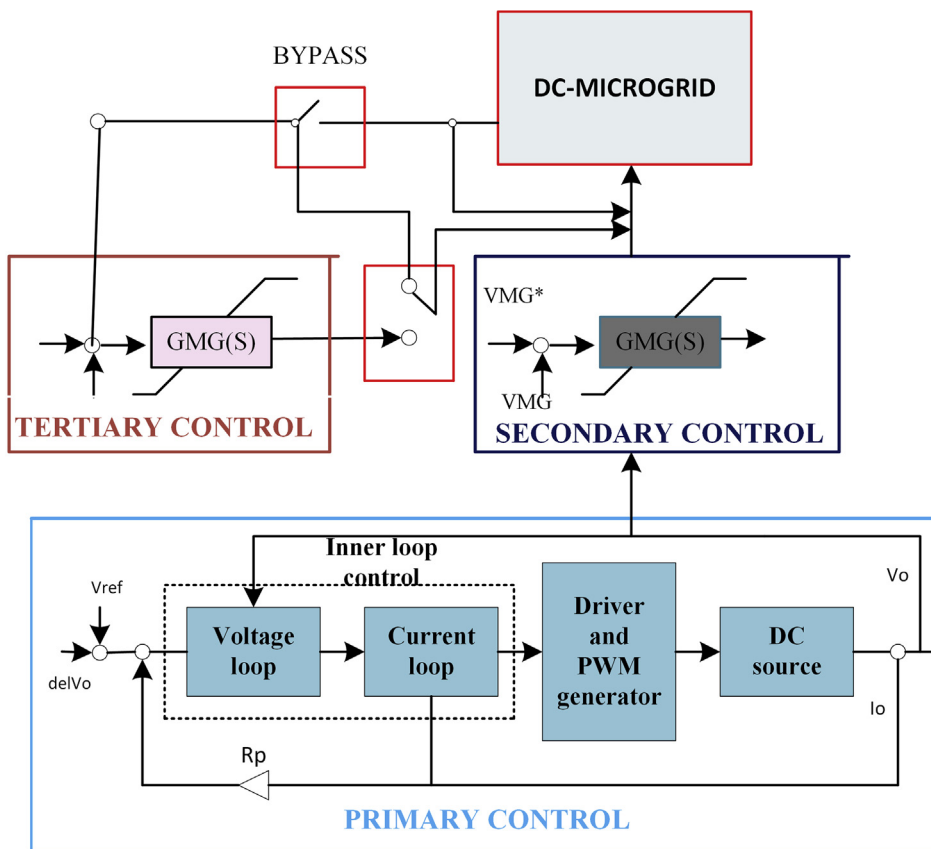 BYPASS
DC-MICROGRID
VMG*
GMG(S)
GMG(S)
VMG
TERTIARY CONTROL
SECONDARY CONTROL
Inner loop
control
Vref
Vo
Voltage
loop
Current
loop
Driver
and
PWM
generator
DC
source
delVo
Io
Rp
PRIMARY CONTROL